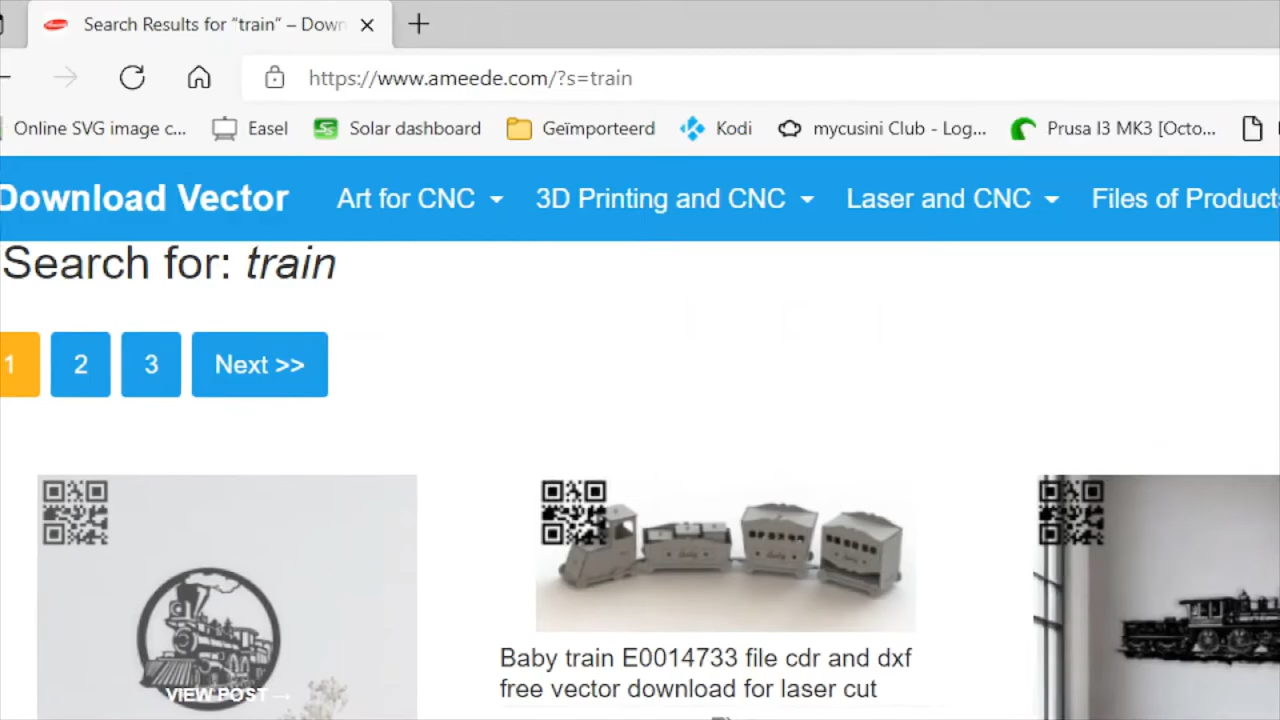 Search Results for “train” – Down
https://www.ameede.com/?s=train
Online SVG image c... Easel Solar dashboard Geïmporteerd Kodi mycusini Club - Log... Prusa I3 MK3 [Octo...
Download Vector Art for CNC 3D Printing and CNC Laser and CNC Files of Product
Search for: train
1 2 3 Next >>
VIEW POST →
Baby train E0014733 file cdr and dxf
free vector download for laser cut